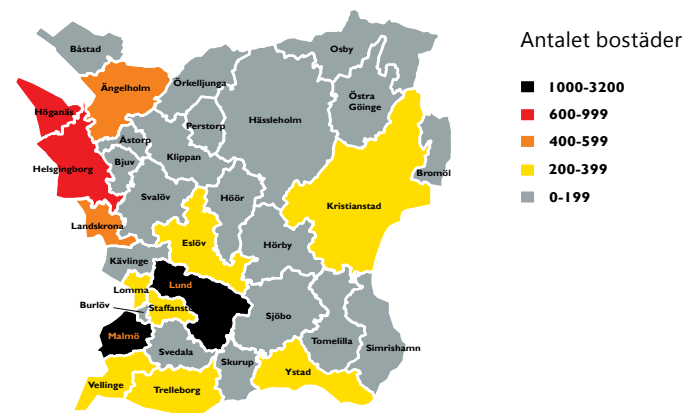 Antalet bostäder
1000-3200
600-999
400-599
200-399
0-199
Båstad
Osby
Ängelholm
Örkelljunga
Östra
Göinge
Höganäs
Perstorp
Hässleholm
Åstorp
Helsgingborg
Bjuv
Klippan
Bromöl
Svalöv
Höör
Kristianstad
Landskrona
Eslöv
Hörby
Kävlinge
Lomma
Lund
Burlöv
Staffanst
Sjöbo
Malmö
Tomelilla
Simrishamn
Svedala
Skurup
Ystad
Vellinge
Trelleborg